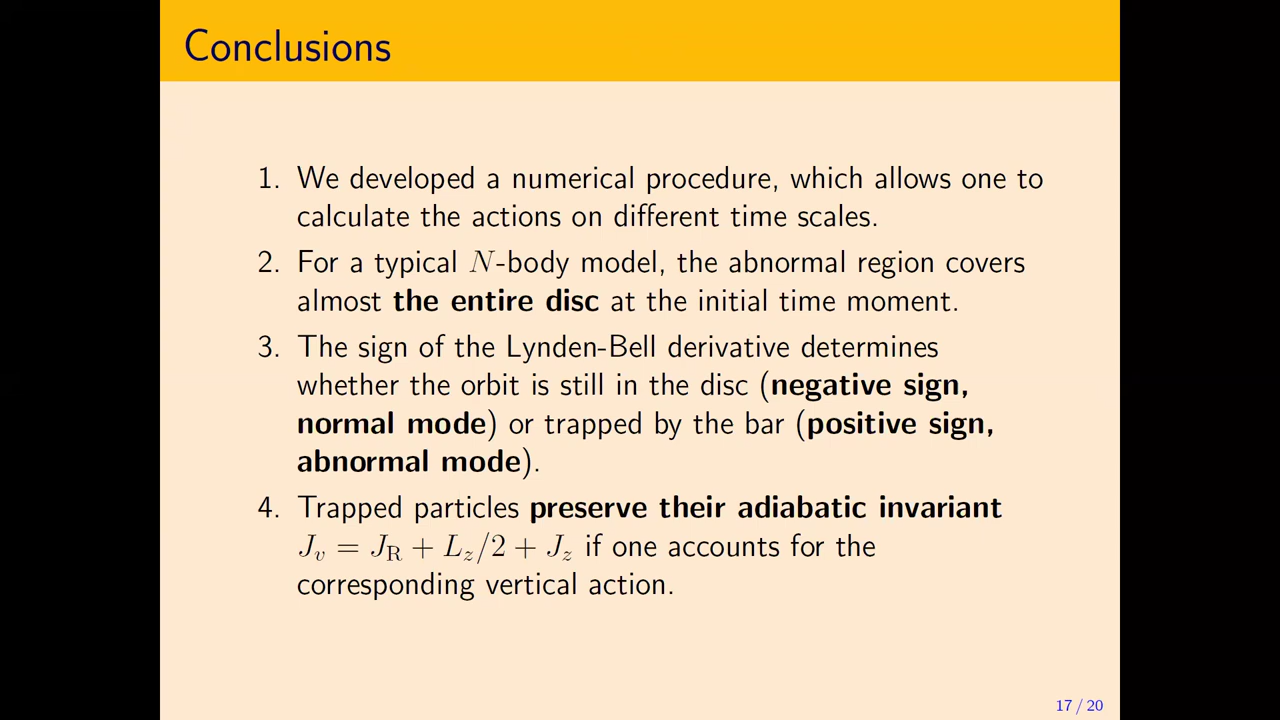 Conclusions
1. We developed a numerical procedure, which allows one to
calculate the actions on different time scales.
2. For a typical N-body model, the abnormal region covers
almost the entire disc at the initial time moment.
3. The sign of the Lynden-Bell derivative determines
whether the orbit is still in the disc (negative sign,
normal mode) or trapped by the bar (positive sign,
abnormal mode).
4. Trapped particles preserve their adiabatic invariant
J_v = J_R + L_z/2 + J_z if one accounts for the
corresponding vertical action.
17 / 20